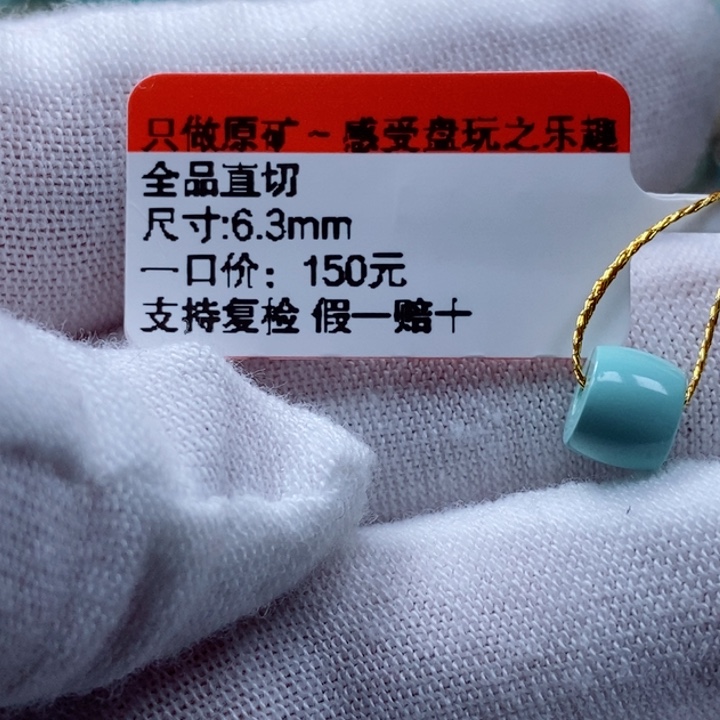 只做原矿～感受盘玩之乐趣
全品直切
尺寸:6.3mm
一口价：150元
支持复检 假一赔十